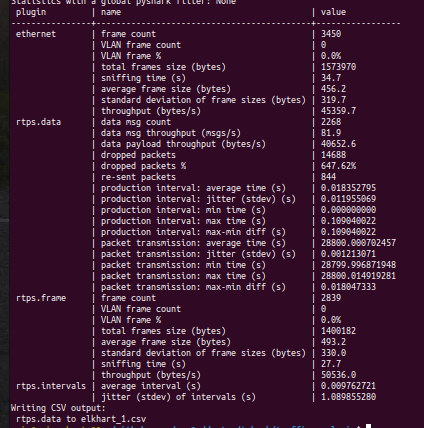 Statistics with a global pyshark filter: None
plugin | name | value
ethernet | frame count | 3450
| VLAN frame count | 0
| VLAN frame % | 0.0%
| total frames size (bytes) | 1573970
| sniffing time (s) | 34.7
| average frame size (bytes) | 456.2
| standard deviation of frame sizes (bytes) | 319.7
| throughput (bytes/s) | 45359.7
rtps.data | data msg count | 2268
| data msg throughput (msgs/s) | 81.9
| data payload throughput (bytes/s) | 40652.6
| dropped packets | 14688
| dropped packets % | 647.62%
| re-sent packets | 844
| production interval: average time (s) | 0.018352795
| production interval: jitter (stdev) (s) | 0.011955069
| production interval: min time (s) | 0.000000000
| production interval: max time (s) | 0.109040022
| production interval: max-min diff (s) | 0.109040022
| packet transmission: average time (s) | 28800.000702457
| packet transmission: jitter (stdev) (s) | 0.001213071
| packet transmission: min time (s) | 28799.996871948
| packet transmission: max time (s) | 28800.014919281
| packet transmission: max-min diff (s) | 0.018047333
rtps.frame | frame count | 2839
| VLAN frame count | 0
| VLAN frame % | 0.0%
| total frames size (bytes) | 1400182
| average frame size (bytes) | 493.2
| standard deviation of frame sizes (bytes) | 330.0
| sniffing time (s) | 27.7
| throughput (bytes/s) | 50536.0
rtps.intervals | average interval (s) | 0.009762721
| jitter (stdev) of intervals (s) | 1.089855280
Writing CSV output:
rtps.data to elkhart_1.csv